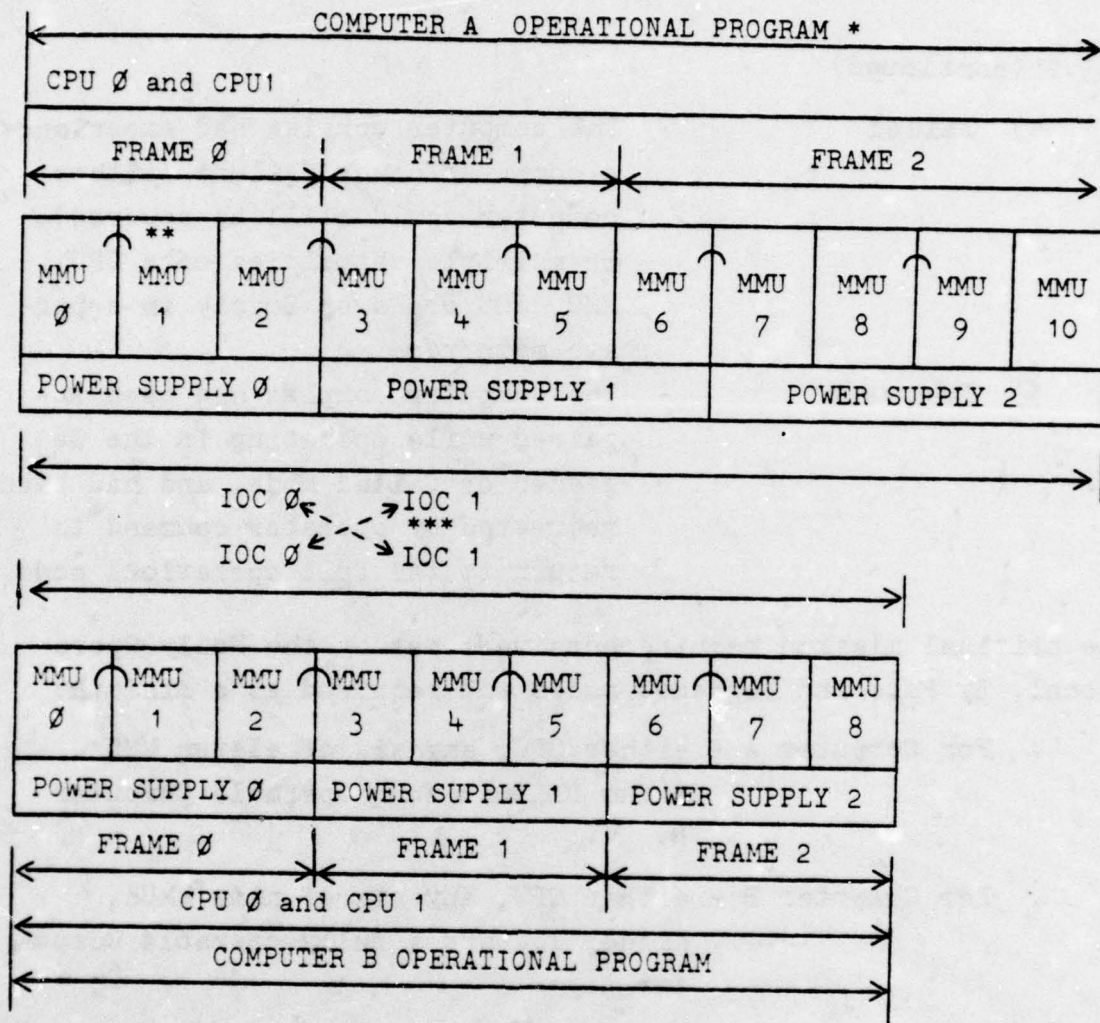 COMPUTER A OPERATIONAL PROGRAM *
CPU Ø and CPU1
FRAME Ø FRAME 1 FRAME 2
**
MMU MMU MMU MMU MMU MMU MMU MMU MMU MMU MMU
Ø 1 2 3 4 5 6 7 8 9 10
POWER SUPPLY Ø POWER SUPPLY 1 POWER SUPPLY 2
IOC Ø IOC 1
***
IOC Ø IOC 1
MMU MMU MMU MMU MMU MMU MMU MMU MMU
Ø 1 2 3 4 5 6 7 8
POWER SUPPLY Ø POWER SUPPLY 1 POWER SUPPLY 2
FRAME Ø FRAME 1 FRAME 2
CPU Ø and CPU 1
COMPUTER B OPERATIONAL PROGRAM